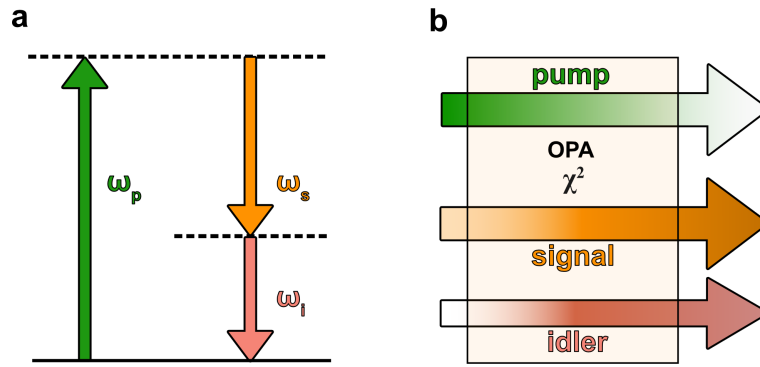 a
ωp
ωs
ωi
b
pump
OPA
χ²
signal
idler